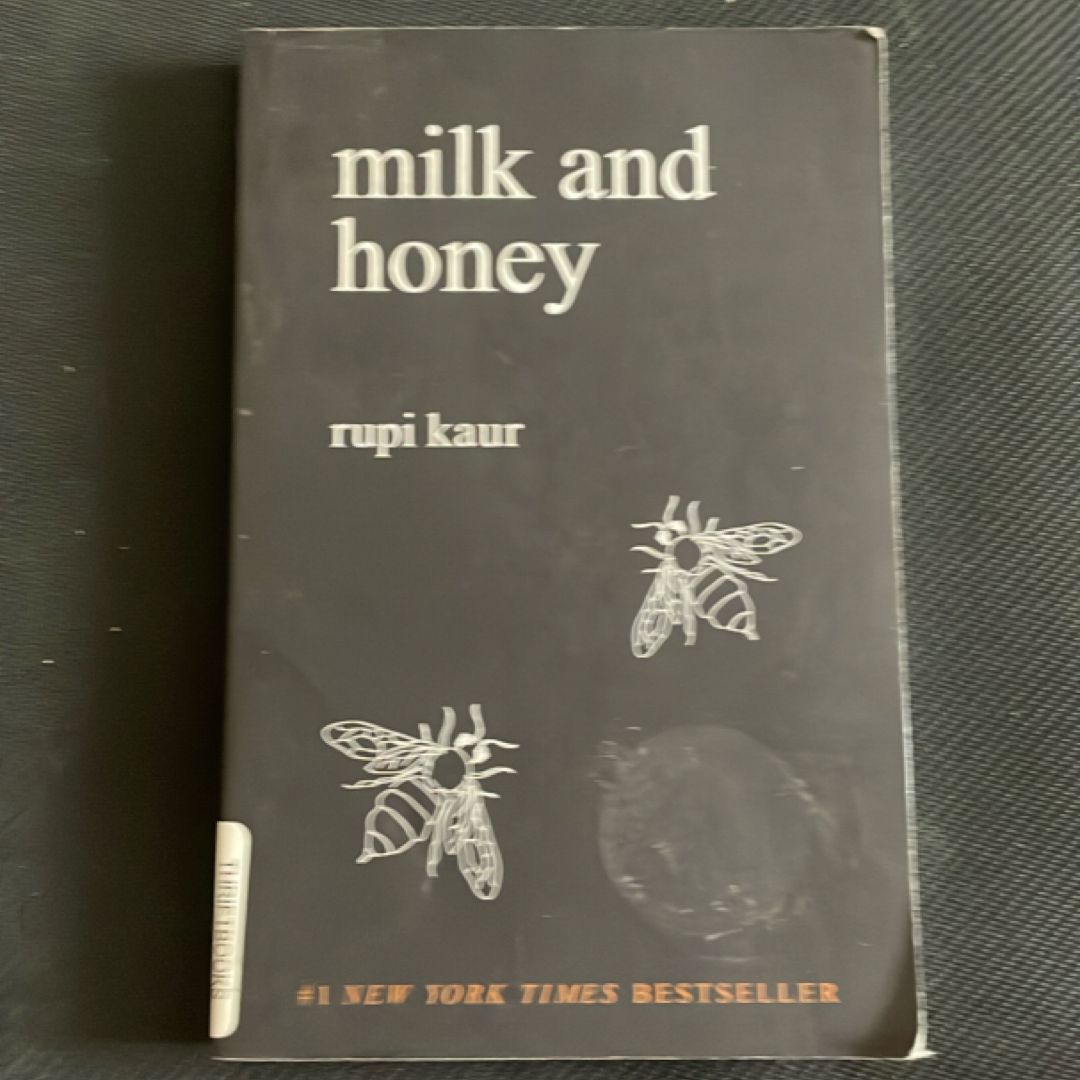 milk and
honey
rupi kaur
#1 NEW YORK TIMES BESTSELLER